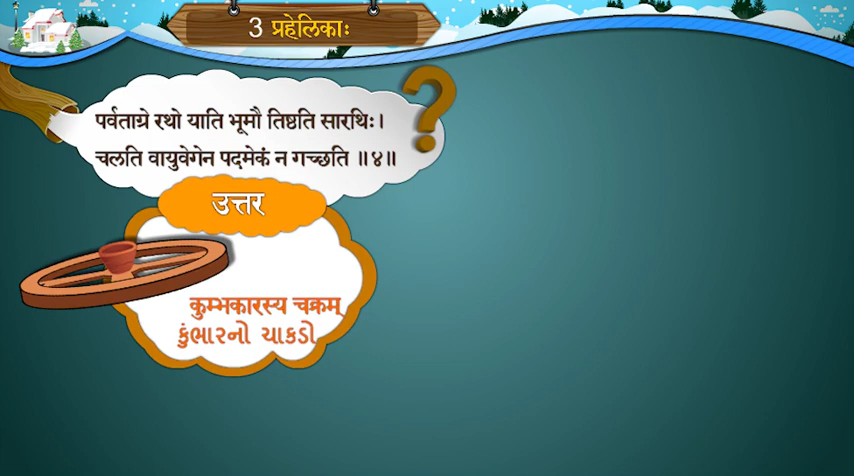 3 प्रहेलिकाः
पर्वताग्रे रथो याति भूमौ तिष्ठति सारथिः।
चलति वायुवेगेन पदमेकं न गच्छति ॥४॥
?
उत्तर
कुम्भकारस्य चक्रम्
કુંભારનો ચાકડો